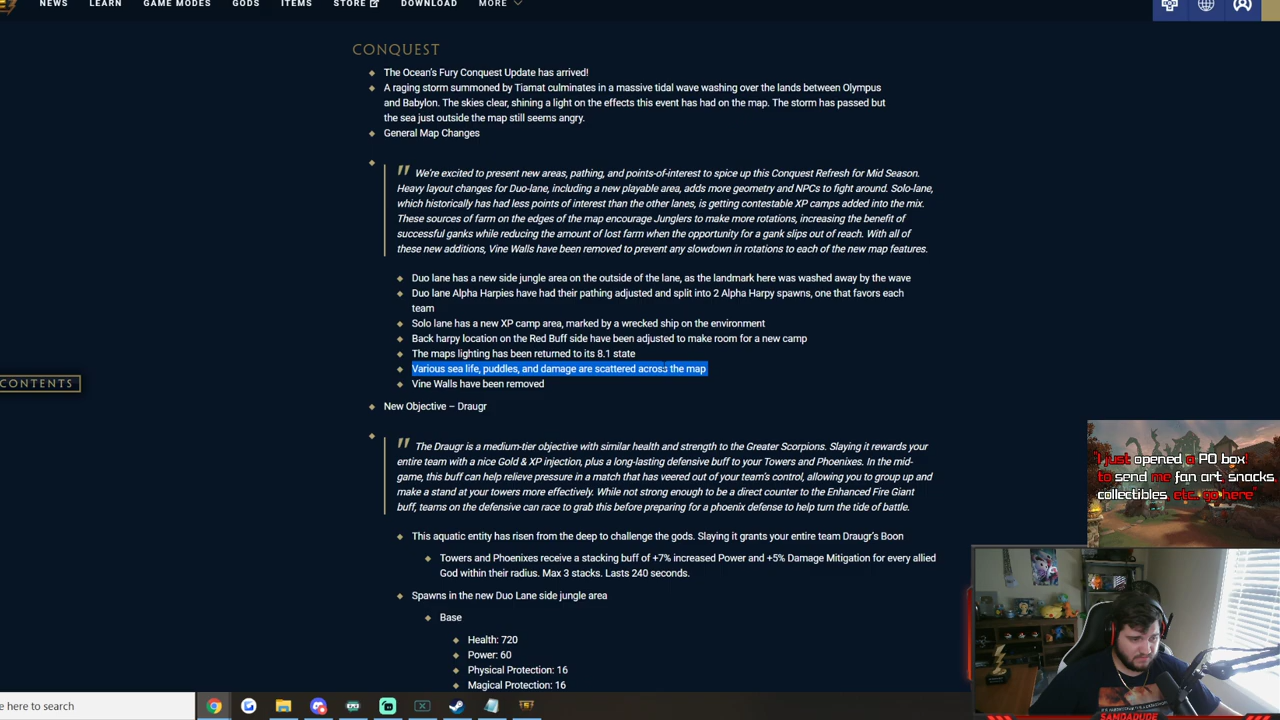 NEWS LEARN GAME MODES GODS ITEMS STORE DOWNLOAD MORE
CONQUEST
The Ocean's Fury Conquest Update has arrived!
A raging storm summoned by Tiamat culminates in a massive tidal wave washing over the lands between Olympus
and Babylon. The skies clear, shining a light on the effects this event has had on the map. The storm has passed but
the sea just outside the map still seems angry.
General Map Changes
" We're excited to present new areas, pathing, and points-of-interest to spice up this Conquest Refresh for Mid Season.
Heavy layout changes for Duo-lane, including a new playable area, adds more geometry and NPCs to fight around. Solo-lane,
which historically has had less points of interest than the other lanes, is getting contestable XP camps added into the mix.
These sources of farm on the edges of the map encourage Junglers to make more rotations, increasing the benefit of
successful ganks while reducing the amount of lost farm when the opportunity for a gank slips out of reach. With all of
these new additions, Vine Walls have been removed to prevent any slowdown in rotations to each of the new map features.
Duo lane has a new side jungle area on the outside of the lane, as the landmark here was washed away by the wave
Duo lane Alpha Harpies have had their pathing adjusted and split into 2 Alpha Harpy spawns, one that favors each
team
Solo lane has a new XP camp area, marked by a wrecked ship on the environment
Back harpy location on the Red Buff side have been adjusted to make room for a new camp
The maps lighting has been returned to its 8.1 state
Various sea life, puddles, and damage are scattered across the map
CONTENTS
Vine Walls have been removed
New Objective – Draugr
" The Draugr is a medium-tier objective with similar health and strength to the Greater Scorpions. Slaying it rewards your
entire team with a nice Gold & XP injection, plus a long-lasting defensive buff to your Towers and Phoenixes. In the mid-
game, this buff can help relieve pressure in a match that has veered out of your team's control, allowing you to group up and
make a stand at your towers more effectively. While not strong enough to be a direct counter to the Enhanced Fire Giant
buff, teams on the defensive can race to grab this before preparing for a phoenix defense to help turn the tide of battle.
"I just opened a PO box!
to send me fan art, snacks,
collectibles, etc. go here"
This aquatic entity has risen from the deep to challenge the gods. Slaying it grants your entire team Draugr's Boon
Towers and Phoenixes receive a stacking buff of +7% increased Power and +5% Damage Mitigation for every allied
God within their radius. Max 3 stacks. Lasts 240 seconds.
Spawns in the new Duo Lane side jungle area
Base
Health: 720
Power: 60
Physical Protection: 16
Magical Protection: 16
e here to search
SANGADUDE